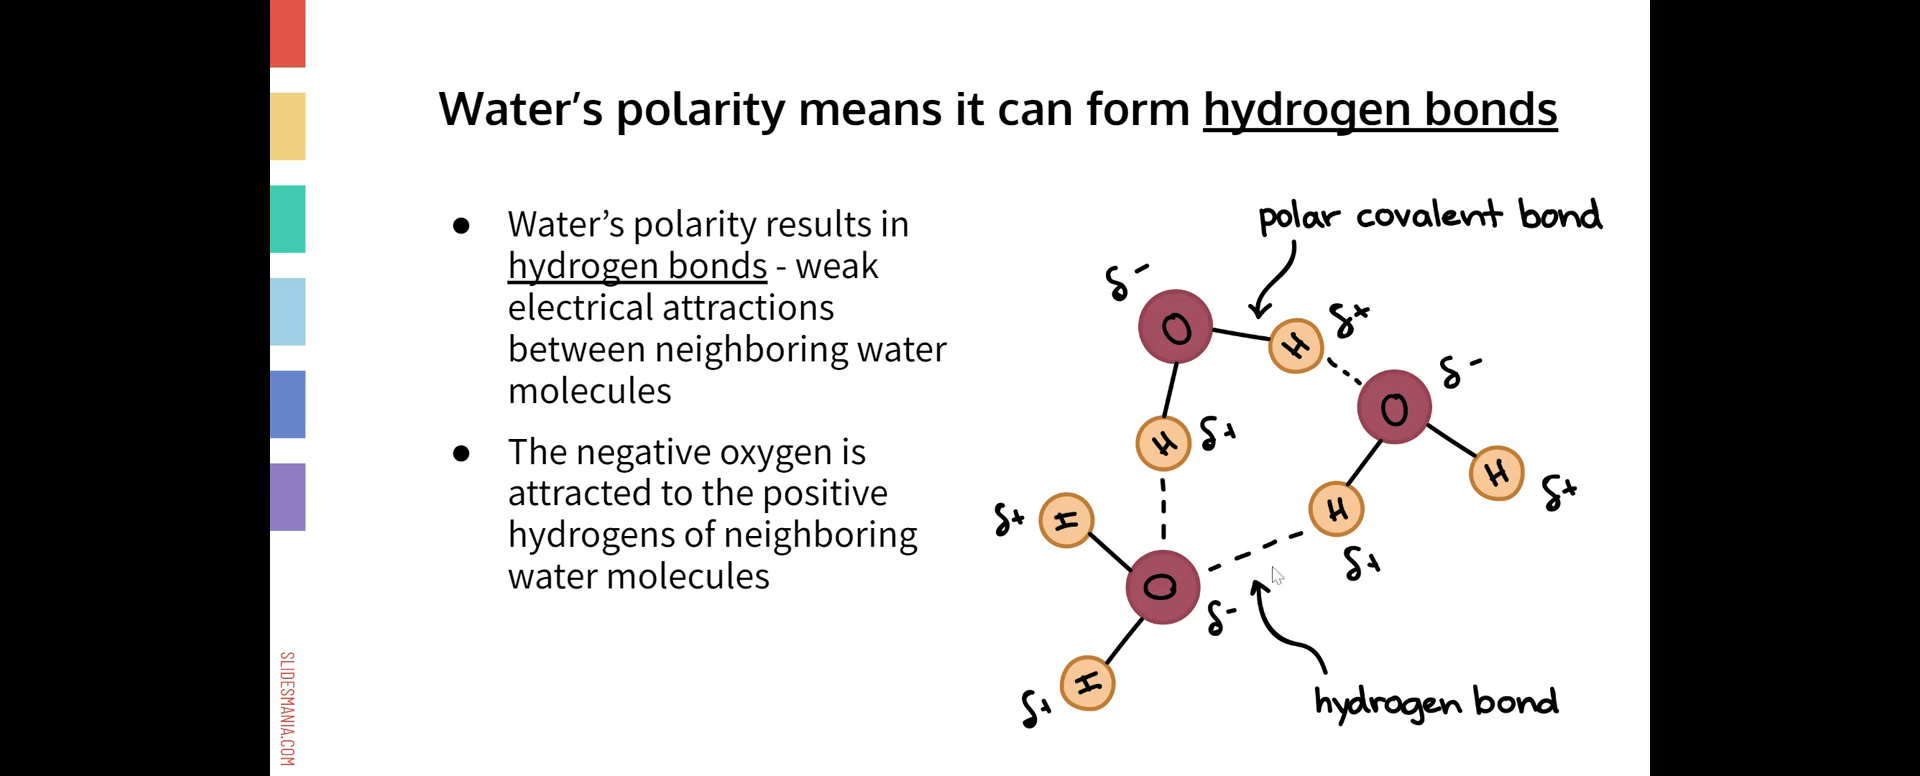 Water’s polarity means it can form hydrogen bonds
● Water’s polarity results in
hydrogen bonds - weak
electrical attractions
between neighboring water
molecules
● The negative oxygen is
attracted to the positive
hydrogens of neighboring
water molecules
polar covalent bond
δ-
O
H
δ+
δ-
O
H
δ+
H
δ+
H
δ+
δ+
H
O
δ-
H
δ+
hydrogen bond
SLIDESMANIA.COM